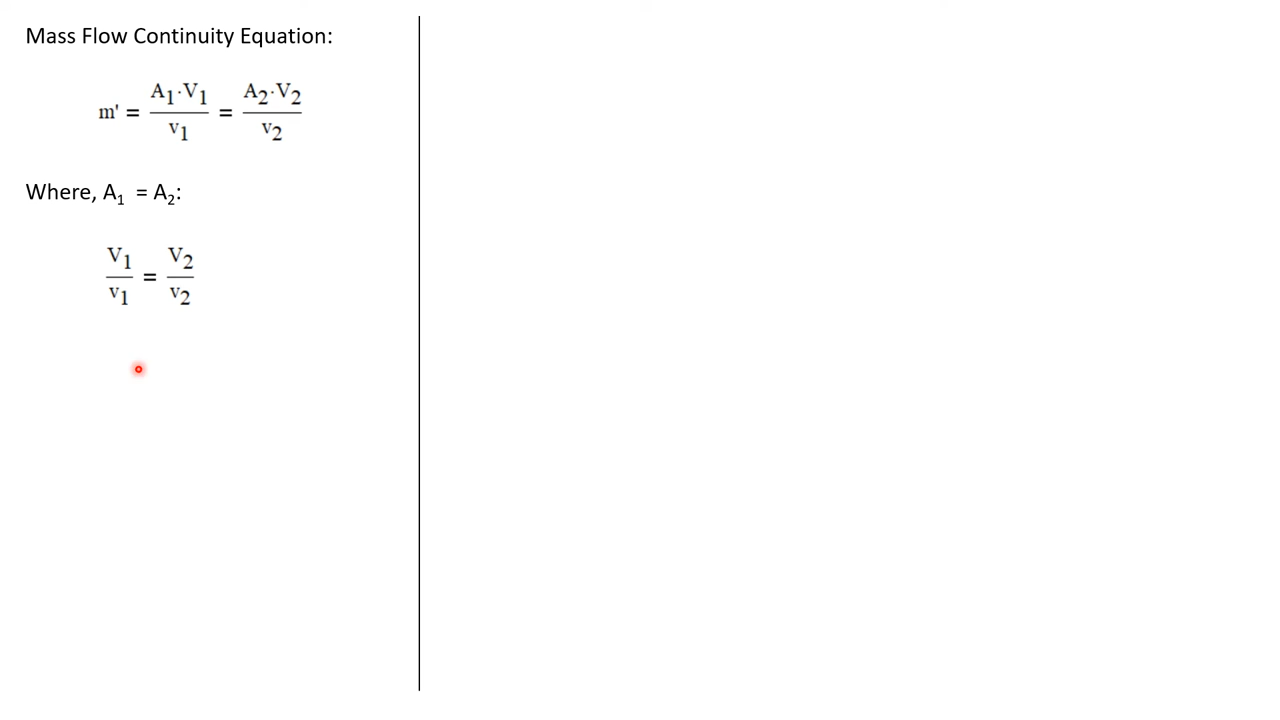 Mass Flow Continuity Equation:
m' = A₁·V₁ / v₁ = A₂·V₂ / v₂
Where, A₁ = A₂:
V₁ / v₁ = V₂ / v₂